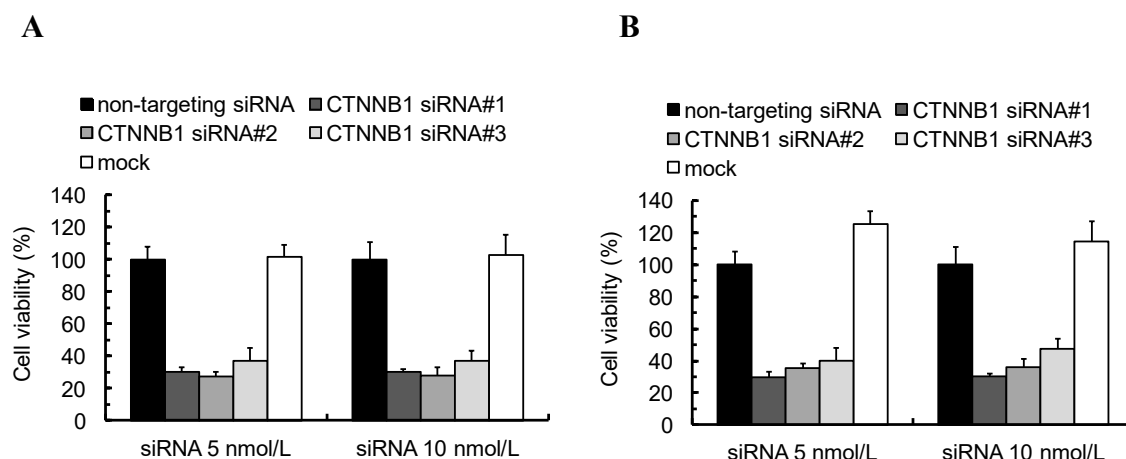 A
non-targeting siRNA CTNNB1 siRNA#1
CTNNB1 siRNA#2 CTNNB1 siRNA#3
mock
Cell viability (%)
140
120
100
80
60
40
20
0
siRNA 5 nmol/L siRNA 10 nmol/L
B
non-targeting siRNA CTNNB1 siRNA#1
CTNNB1 siRNA#2 CTNNB1 siRNA#3
mock
Cell viability (%)
140
120
100
80
60
40
20
0
siRNA 5 nmol/L siRNA 10 nmol/L